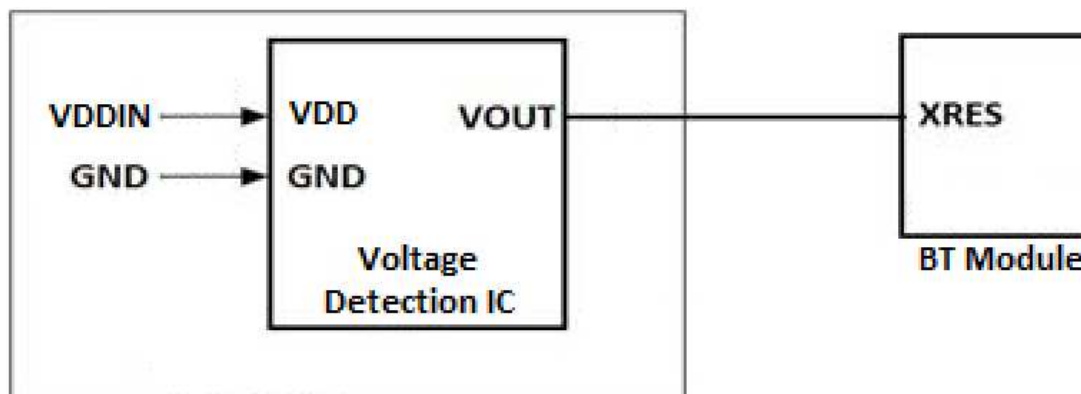 VDDIN
VDD
VOUT
XRES
GND
GND
BT Module
Voltage
Detection IC